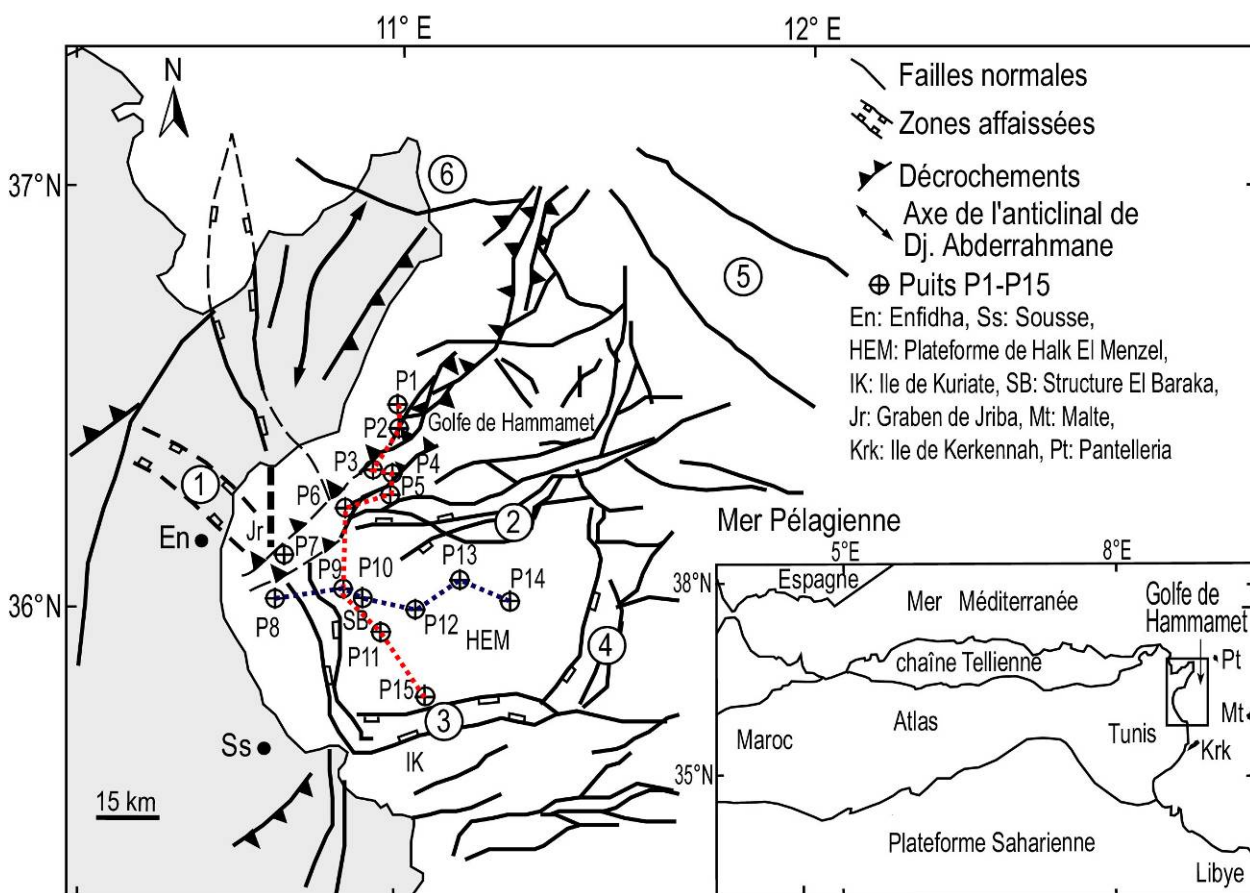 11° E
12° E
N
37°N
36°N
Failles normales
Zones affaissées
Décrochements
Axe de l'anticlinal de
Dj. Abderrahmane
Puits P1-P15
En: Enfidha, Ss: Sousse,
HEM: Plateforme de Halk El Menzel,
IK: Ile de Kuriate, SB: Structure El Baraka,
Jr: Graben de Jriba, Mt: Malte,
Krk: Ile de Kerkennah, Pt: Pantelleria
6
5
P1
P2
Golfe de Hammamet
P3
P4
P5
1
P6
2
Jr
En
P7
P13
P9
P10
P14
P8
SB
P12
HEM
P11
4
P15
3
Ss
IK
15 km
Mer Pélagienne
5°E
8°E
38°N
Espagne
Mer Méditerranée
Golfe de
Hammamet
Pt
chaîne Tellienne
Mt
Atlas
Maroc
Tunis
Krk
35°N
Plateforme Saharienne
Libye